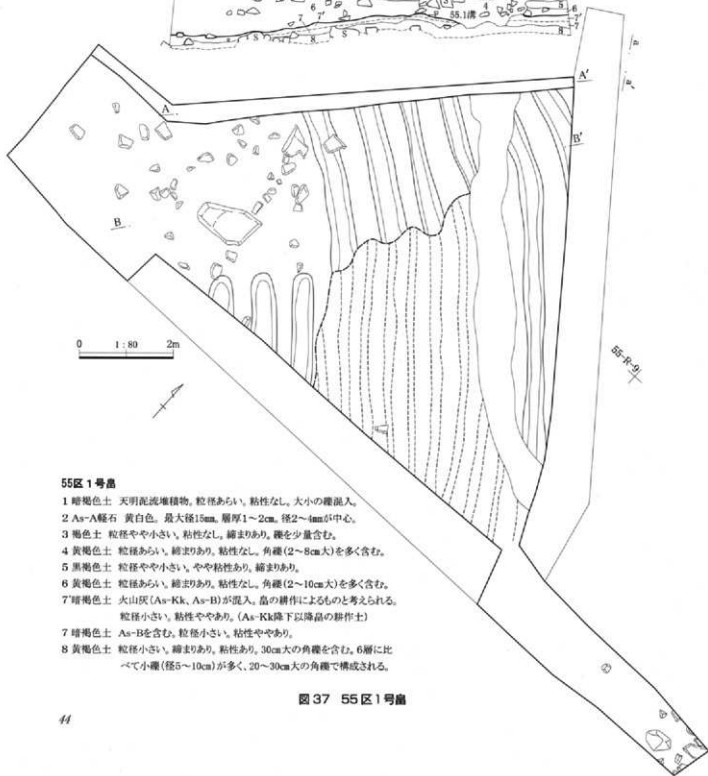 6
7
7'
8
S
S
P
55.1溝
4
S
5
6
7'
7
8
a
a'
A
A'
B'
B
0 1:80 2m
55-R-9
55区1号畠
1 暗褐色土 天明泥流堆積物。粒径あらい。粘性なし。大小の礫混入。
2 As-A軽石 黄白色。最大径15mm。層厚1～2cm。径2～4mmが中心。
3 褐色土 粒径やや小さい。粘性なし。締まりあり。礫を少量含む。
4 黄褐色土 粒径あらい。締まりあり。粘性なし。角礫(2～8cm大)を多く含む。
5 黒褐色土 粒径やや小さい。やや粘性あり。締まりあり。
6 黄褐色土 粒径あらい。締まりあり。粘性なし。角礫(2～10cm大)を多く含む。
7'暗褐色土 火山灰(As-Kk、As-B)が混入。畠の耕作によるものと考えられる。
粒径小さい。粘性ややあり。(As-Kk降下以降畠の耕作土)
7 暗褐色土 As-Bを含む。粒径小さい。粘性ややあり。
8 黄褐色土 粒径小さい。締まりあり。粘性あり。30cm大の角礫を含む。6層に比
べて小礫(径5～10cm)が多く、20～30cm大の角礫で構成される。
図37 55区1号畠
44